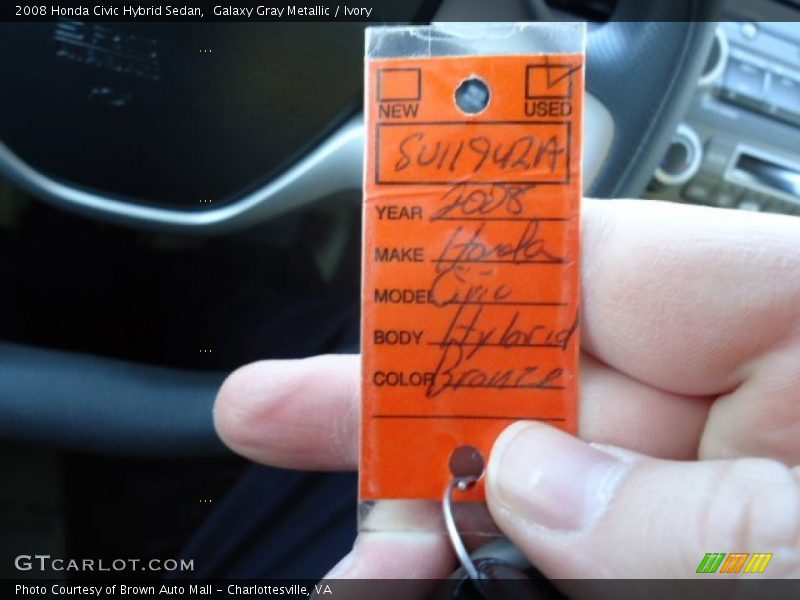 2008 Honda Civic Hybrid Sedan,  Galaxy Gray Metallic / Ivory
NEW USED
SU11942A
YEAR 2008
MAKE Honda
MODEL Civic
BODY Hybrid
COLOR Bronze
GTCARLOT.COM
Photo Courtesy of Brown Auto Mall - Charlottesville, VA